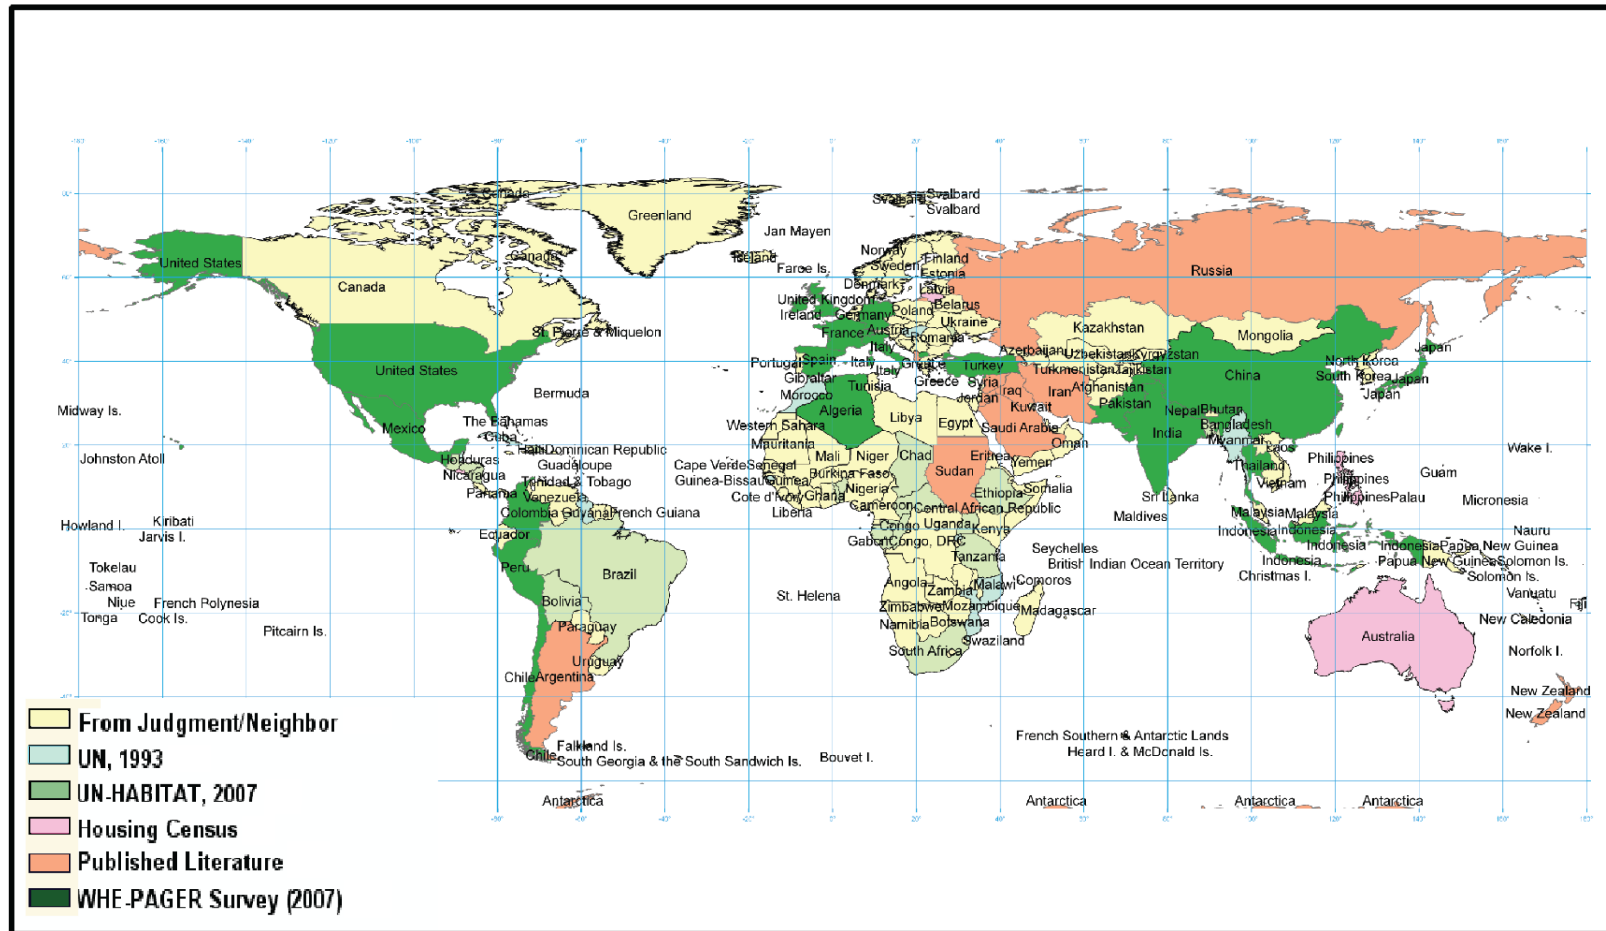 Canada
Svalbard
Svalbard
Svalbard
Greenland
Jan Mayen
Norway
Iceland
Canada
Finland
United States
Faroe Is.
Sweden
Estonia
Russia
Canada
Denmark
Latvia
United Kingdom
Belarus
Ireland
Germany
Poland
Ukraine
St. Pierre & Miquelon
France
Austria
Romania
Kazakhstan
Mongolia
Italy
Azerbaijan
Uzbekistan
Kyrgyzstan
Japan
Portugal
Spain
Italy
Greece
Turkey
North Korea
United States
Italy
Turkmenistan
Tajikistan
China
South Korea
Japan
Gibraltar
Tunisia
Greece
Syria
Afghanistan
Bermuda
Morocco
Jordan
Iraq
Iran
Japan
Midway Is.
Algeria
Kuwait
Pakistan
Nepal
Bhutan
The Bahamas
Western Sahara
Libya
Egypt
Saudi Arabia
Bangladesh
Mexico
Cuba
India
Myanmar
Mauritania
Oman
Laos
Wake I.
Johnston Atoll
Haiti
Dominican Republic
Mali
Niger
Chad
Eritrea
Yemen
Honduras
Guadeloupe
Cape Verde
Senegal
Sudan
Thailand
Philippines
Guam
Nicaragua
Trinidad & Tobago
Guinea-Bissau
Guinea
Burkina Faso
Nigeria
Ethiopia
Somalia
Vietnam
Philippines
Panama
Venezuela
Cote d'Ivory
Ghana
Cameroon
Central African Republic
Sri Lanka
Philippines
Palau
Micronesia
Colombia
Guyana
French Guiana
Liberia
Maldives
Malaysia
Malaysia
Howland I.
Kiribati
Congo
Uganda
Kenya
Indonesia
Indonesia
Nauru
Jarvis I.
Equador
Gabon
Congo, DRC
Indonesia
Indonesia
Papua New Guinea
Tokelau
Peru
Brazil
Tanzania
Seychelles
British Indian Ocean Territory
Indonesia
Papua New Guinea
Solomon Is.
Samoa
Angola
Zambia
Malawi
Comoros
Christmas I.
Solomon Is.
Niue
French Polynesia
Bolivia
St. Helena
Zimbabwe
Mozambique
Madagascar
Vanuatu
Fiji
Tonga
Cook Is.
Paraguay
Namibia
Botswana
New Caledonia
Pitcairn Is.
Swaziland
Australia
Uruguay
South Africa
Norfolk I.
Chile
Argentina
New Zealand
New Zealand
Falkland Is.
French Southern & Antarctic Lands
Chile
South Georgia & the South Sandwich Is.
Bouvet I.
Heard I. & McDonald Is.
Antarctica
Antarctica
Antarctica
Antarctica
From Judgment/Neighbor
UN, 1993
UN-HABITAT, 2007
Housing Census
Published Literature
WHE-PAGER Survey (2007)